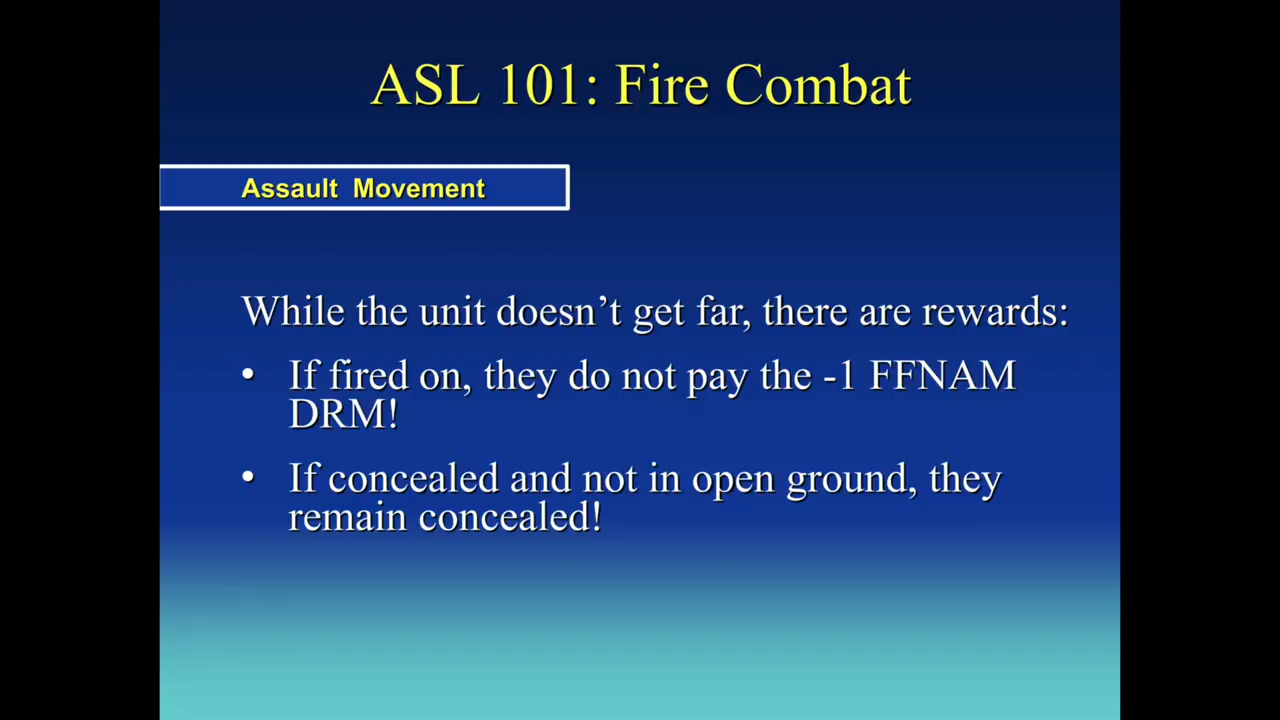 ASL 101: Fire Combat
Assault Movement
While the unit doesn’t get far, there are rewards:
• If fired on, they do not pay the -1 FFNAM
DRM!
• If concealed and not in open ground, they
remain concealed!